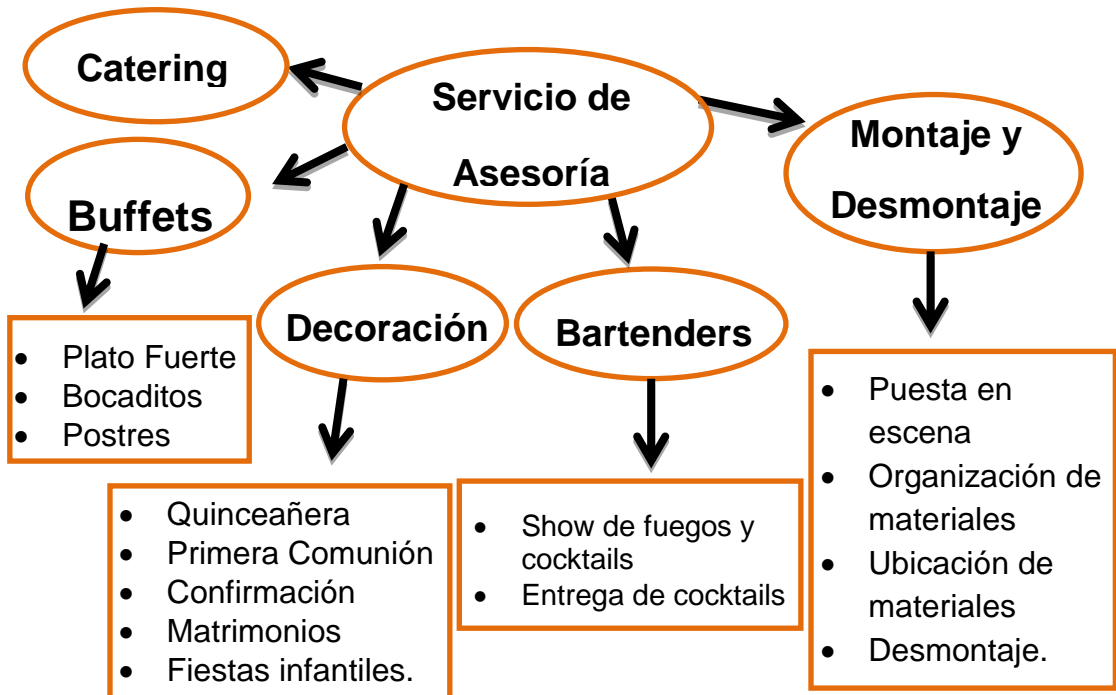 Catering
Servicio de
Asesoría
Montaje y
Desmontaje
Buffets
Decoración
Bartenders
• Plato Fuerte
• Bocaditos
• Postres
• Quinceañera
• Primera Comunión
• Confirmación
• Matrimonios
• Fiestas infantiles.
• Show de fuegos y
cocktails
• Entrega de cocktails
• Puesta en
escena
• Organización de
materiales
• Ubicación de
materiales
• Desmontaje.